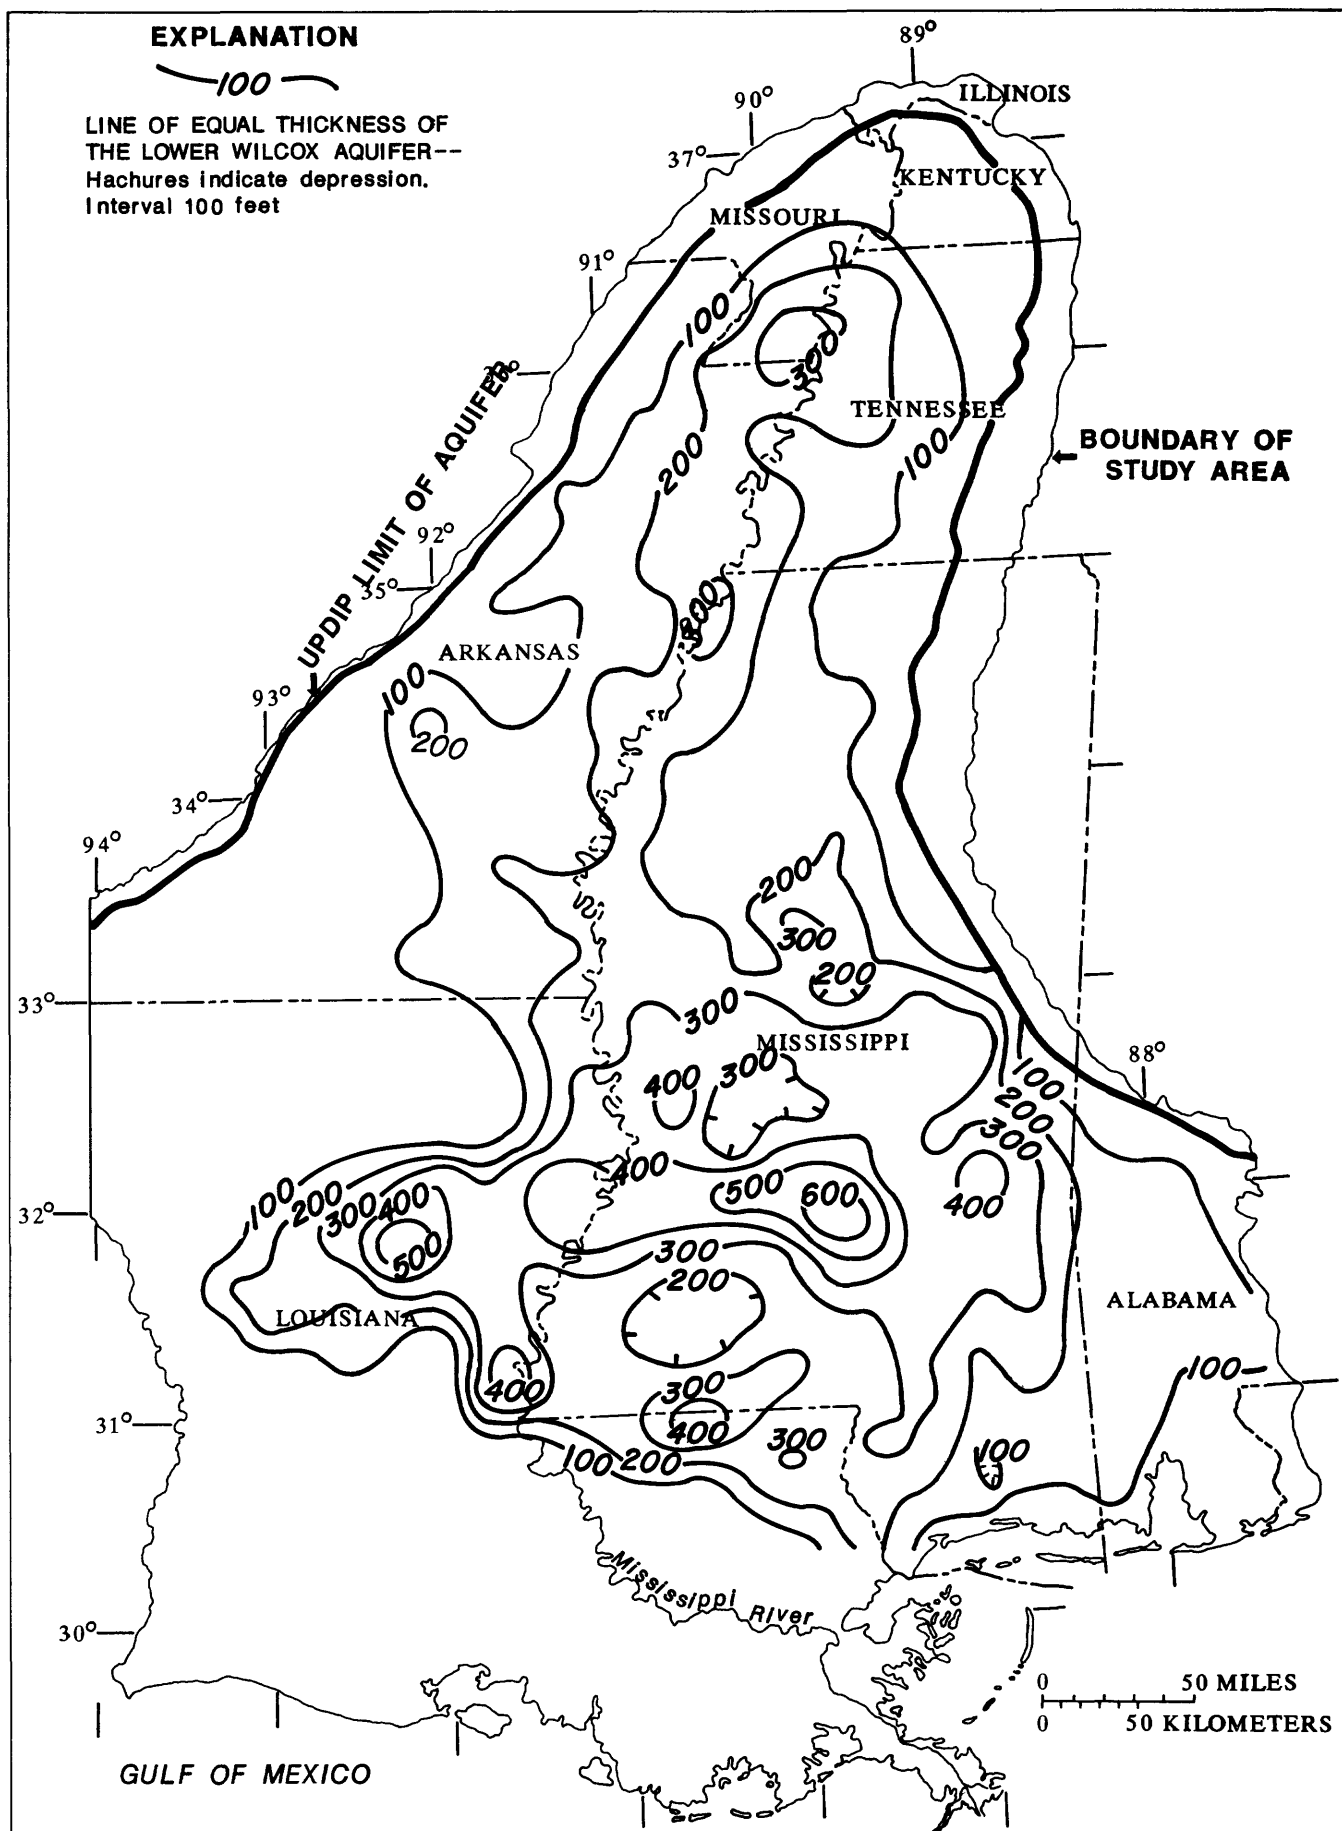 EXPLANATION
100
LINE OF EQUAL THICKNESS OF
THE LOWER WILCOX AQUIFER--
Hachures indicate depression.
Interval 100 feet
89°
ILLINOIS
90°
37°
KENTUCKY
MISSOURI
91°
100
300
TENNESSEE
UPDIP LIMIT OF AQUIFER
200
100
BOUNDARY OF
STUDY AREA
92°
35°
ARKANSAS
100
93°
200
34°
94°
200
300
200
33°
300
MISSISSIPPI
88°
400
300
100
200
300
400
500
600
400
100
200
300
400
32°
500
300
200
LOUISIANA
ALABAMA
400
300
100
31°
400
300
100
100
200
Mississippi River
30°
0 50 MILES
0 50 KILOMETERS
GULF OF MEXICO